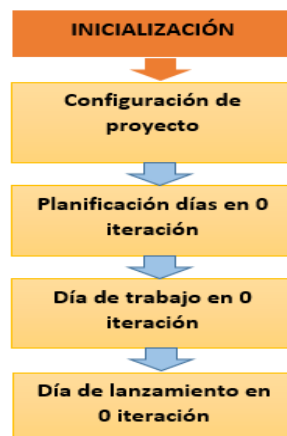 INICIALIZACIÓN
Configuración de
proyecto
Planificación días en 0
iteración
Día de trabajo en 0
iteración
Día de lanzamiento en
0 iteración